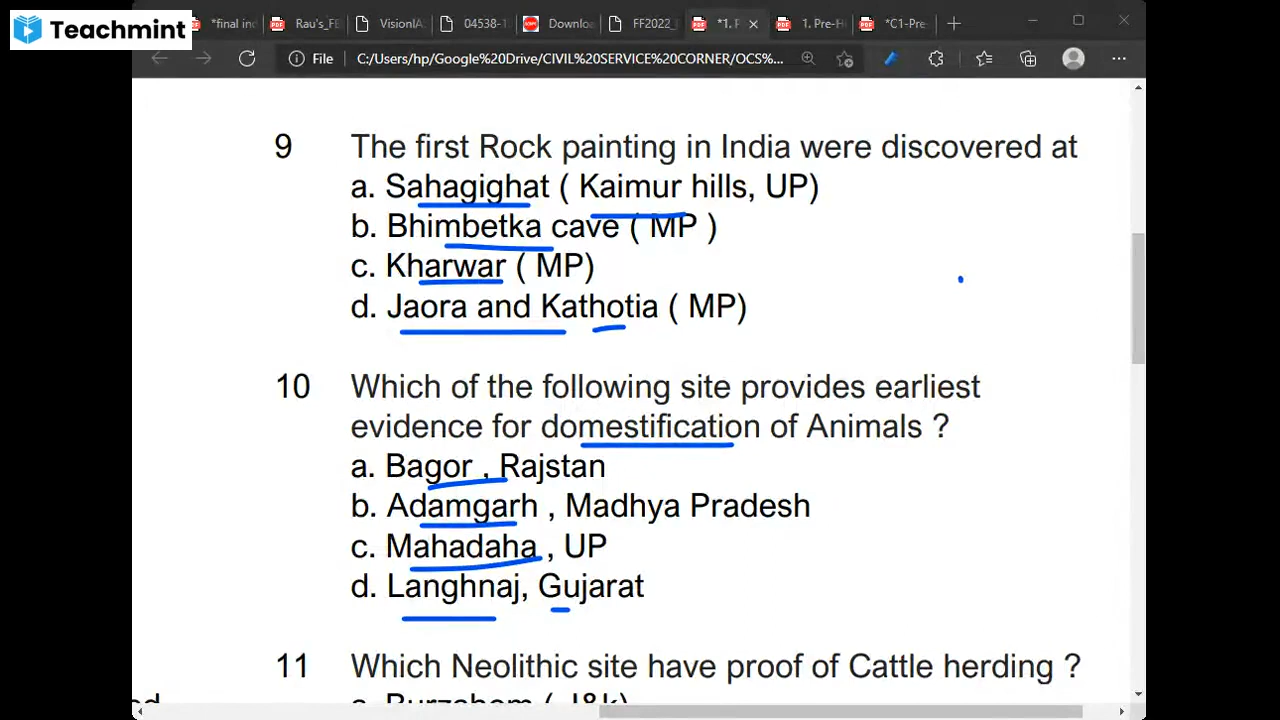 Teachmint
*final in
Rau's_FE
VisionIA
04538-1
Downloa
FF2022_
*1. F
1. Pre-H
*C1-Pre
File
C:/Users/hp/Google%20Drive/CIVIL%20SERVICE%20CORNER/OCS%...
9 The first Rock painting in India were discovered at
a. Sahagighat ( Kaimur hills, UP)
b. Bhimbetka cave ( MP )
c. Kharwar ( MP)
d. Jaora and Kathotia ( MP)
10 Which of the following site provides earliest
evidence for domestification of Animals ?
a. Bagor , Rajstan
b. Adamgarh , Madhya Pradesh
c. Mahadaha , UP
d. Langhnaj, Gujarat
11 Which Neolithic site have proof of Cattle herding ?
a. Burzahom ( J&k)